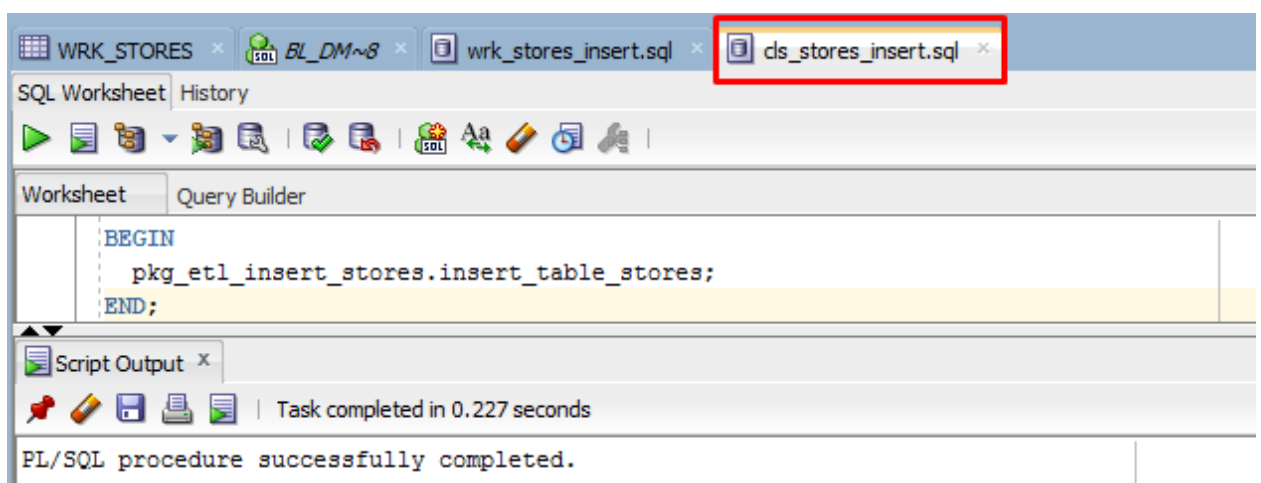 WRK_STORES BL_DM~8 wrk_stores_insert.sql cls_stores_insert.sql
SQL Worksheet History
Worksheet Query Builder
BEGIN
pkg_etl_insert_stores.insert_table_stores;
END;
Script Output x
Task completed in 0.227 seconds
PL/SQL procedure successfully completed.